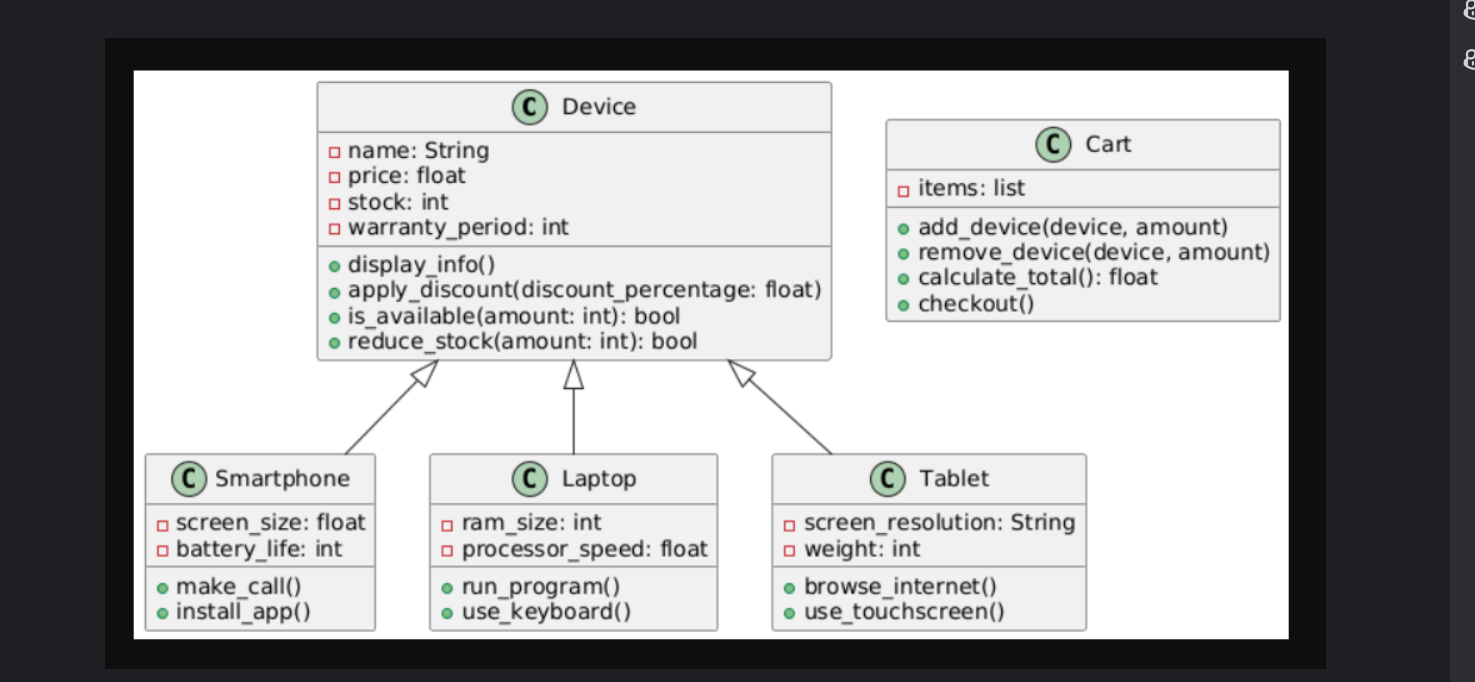 C Device
name: String
price: float
stock: int
warranty_period: int
display_info()
apply_discount(discount_percentage: float)
is_available(amount: int): bool
reduce_stock(amount: int): bool
C Cart
items: list
add_device(device, amount)
remove_device(device, amount)
calculate_total(): float
checkout()
C Smartphone
screen_size: float
battery_life: int
make_call()
install_app()
C Laptop
ram_size: int
processor_speed: float
run_program()
use_keyboard()
C Tablet
screen_resolution: String
weight: int
browse_internet()
use_touchscreen()